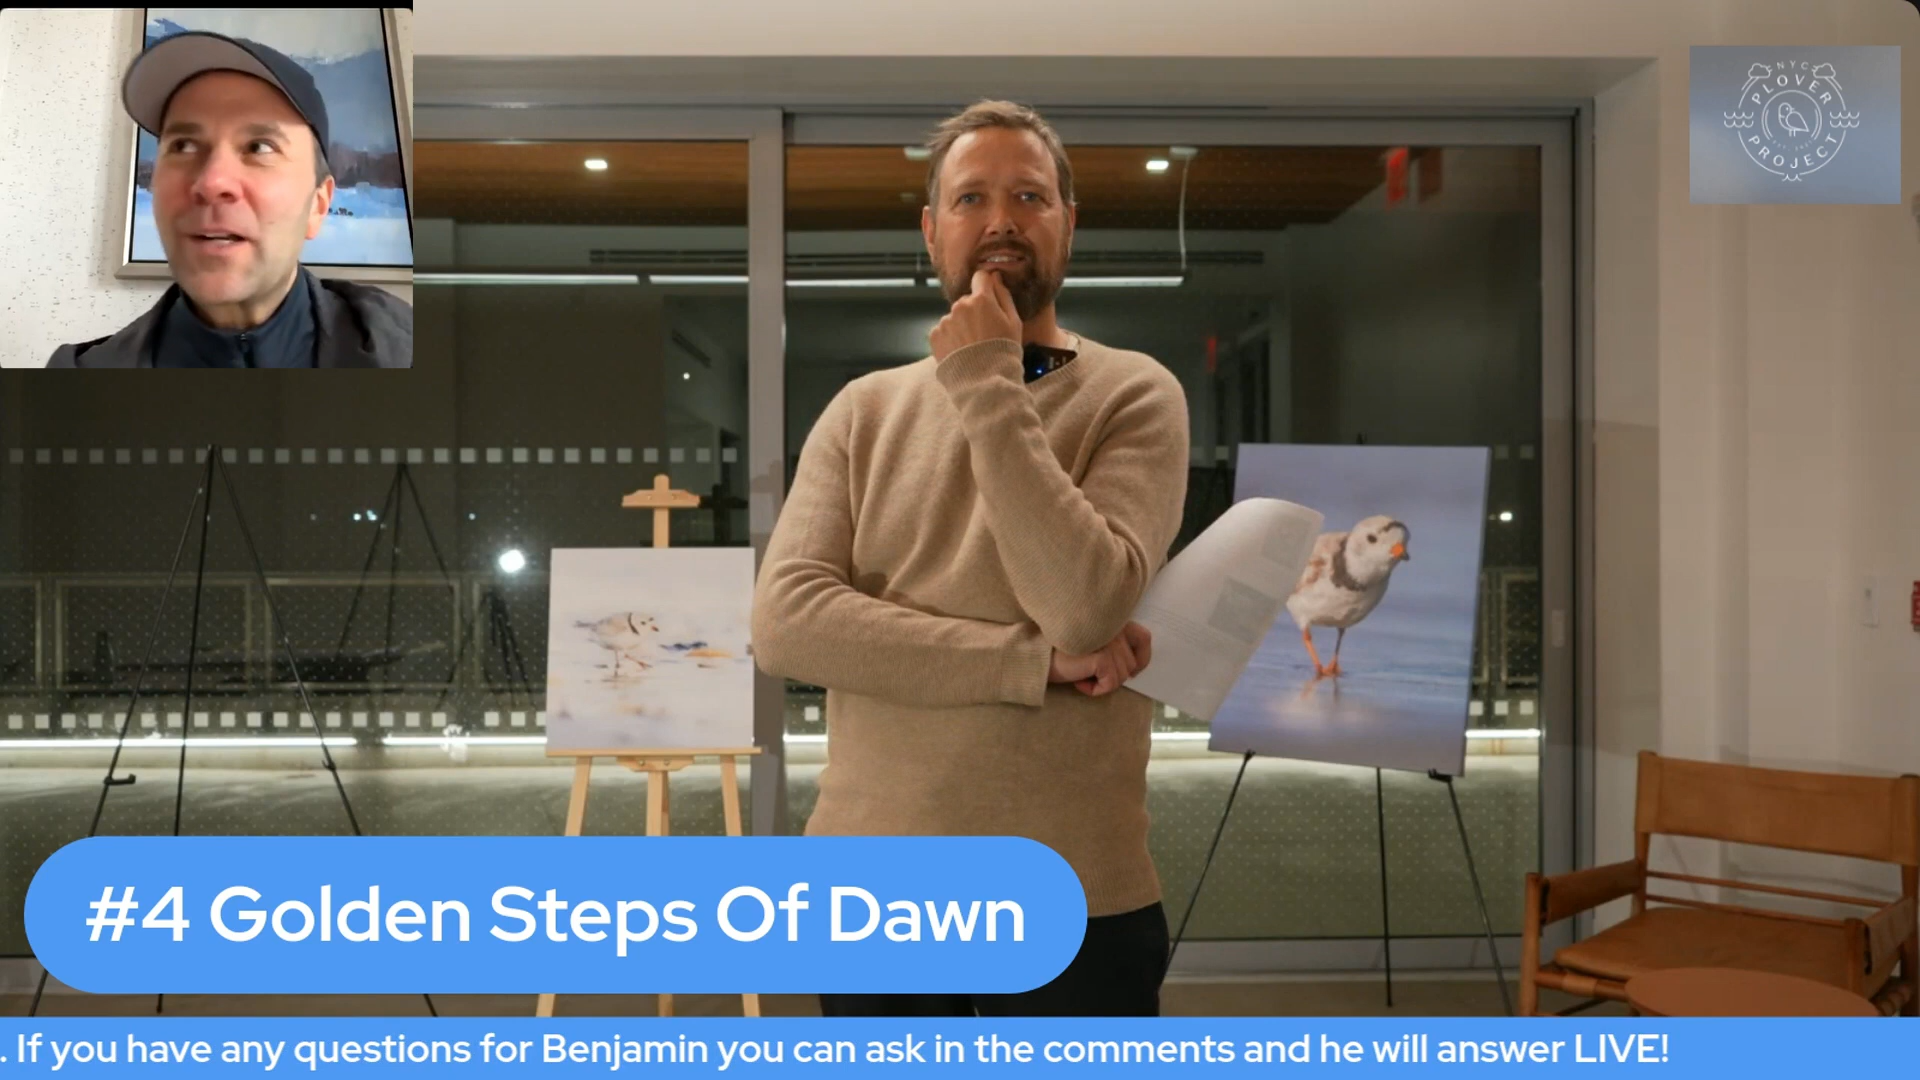 NYC
PLOVER
PROJECT
#4 Golden Steps Of Dawn
. If you have any questions for Benjamin you can ask in the comments and he will answer LIVE!